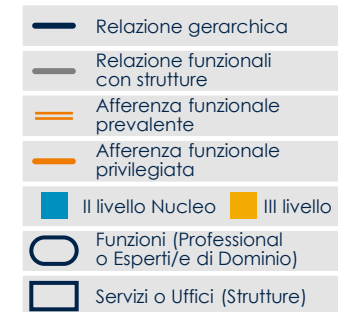 Relazione gerarchica
Relazione funzionali
con strutture
Afferenza funzionale
prevalente
Afferenza funzionale
privilegiata
II livello Nucleo III livello
Funzioni (Professional
o Esperti/e di Dominio)
Servizi o Uffici (Strutture)